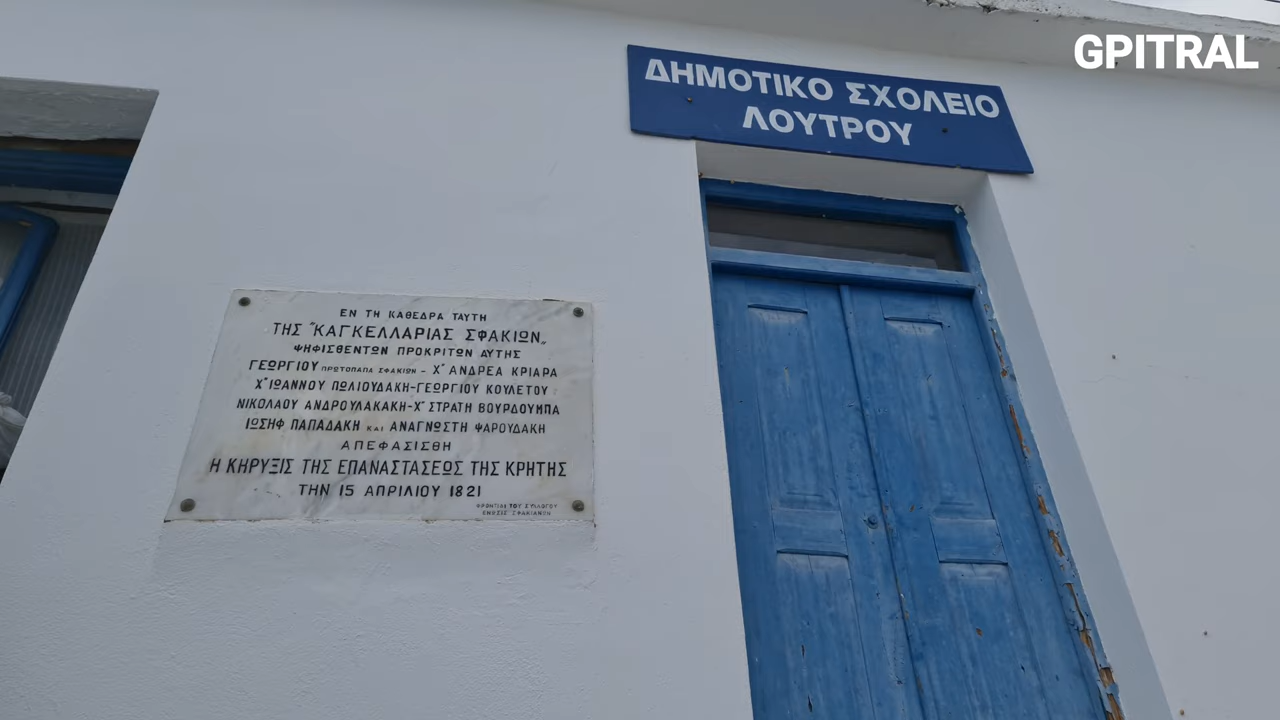 GPITRAL
ΔΗΜΟΤΙΚΟ ΣΧΟΛΕΙΟ
ΛΟΥΤΡΟΥ
ΕΝ ΤΗ ΚΑΘΕΔΡΑ ΤΑΥΤΗ
ΤΗΣ "ΚΑΓΚΕΛΛΑΡΙΑΣ ΣΦΑΚΙΩΝ„
ΨΗΦΙΣΘΕΝΤΩΝ ΠΡΟΚΡΙΤΩΝ ΑΥΤΗΣ
ΓΕΩΡΓΙΟΥ ΠΡΩΤΟΠΑΠΑ ΣΦΑΚΙΩΝ - Χ" ΑΝΔΡΕΑ ΚΡΙΑΡΑ
Χ" ΙΩΑΝΝΟΥ ΠΩΛΙΟΥΔΑΚΗ-ΓΕΩΡΓΙΟΥ ΚΟΥΛΕΤΟΥ
ΝΙΚΟΛΑΟΥ ΑΝΔΡΟΥΛΑΚΑΚΗ-Χ" ΣΤΡΑΤΗ ΒΟΥΡΔΟΥΜΠΑ
ΙΩΣΗΦ ΠΑΠΑΔΑΚΗ ΚΑΙ ΑΝΑΓΝΩΣΤΗ ΨΑΡΟΥΔΑΚΗ
ΑΠΕΦΑΣΙΣΘΗ
Η ΚΗΡΥΞΙΣ ΤΗΣ ΕΠΑΝΑΣΤΑΣΕΩΣ ΤΗΣ ΚΡΗΤΗΣ
ΤΗΝ 15 ΑΠΡΙΛΙΟΥ 1821
ΦΡΟΝΤΙΔΙ ΤΟΥ ΣΥΛΛΟΓΟΥ
ΕΝΩΣΙΣ ΣΦΑΚΙΑΝΩΝ